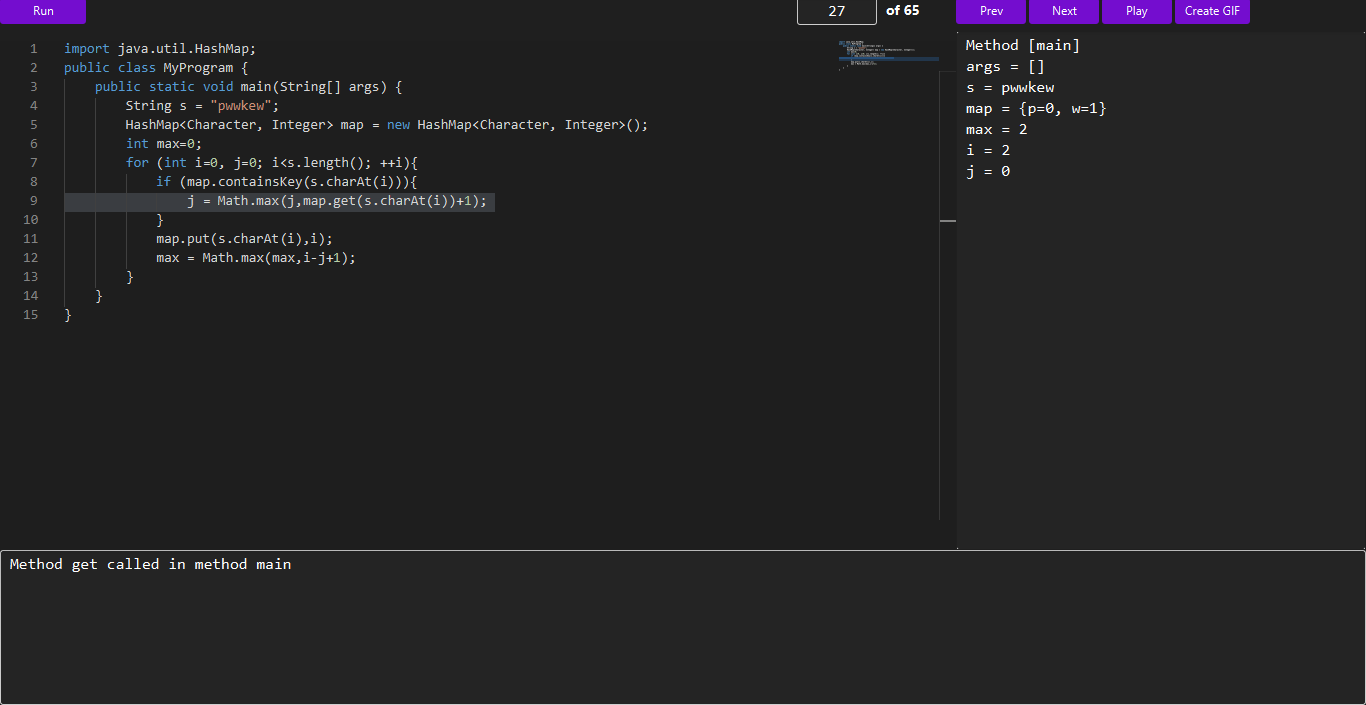 Run 27 of 65 Prev Next Play Create GIF
1 import java.util.HashMap;
2 public class MyProgram {
3 public static void main(String[] args) {
4 String s = "pwwkew";
5 HashMap<Character, Integer> map = new HashMap<Character, Integer>();
6 int max=0;
7 for (int i=0, j=0; i<s.length(); ++i){
8 if (map.containsKey(s.charAt(i))){
9 j = Math.max(j,map.get(s.charAt(i))+1);
10 }
11 map.put(s.charAt(i),i);
12 max = Math.max(max,i-j+1);
13 }
14 }
15 }
Method [main]
args = []
s = pwwkew
map = {p=0, w=1}
max = 2
i = 2
j = 0
Method get called in method main